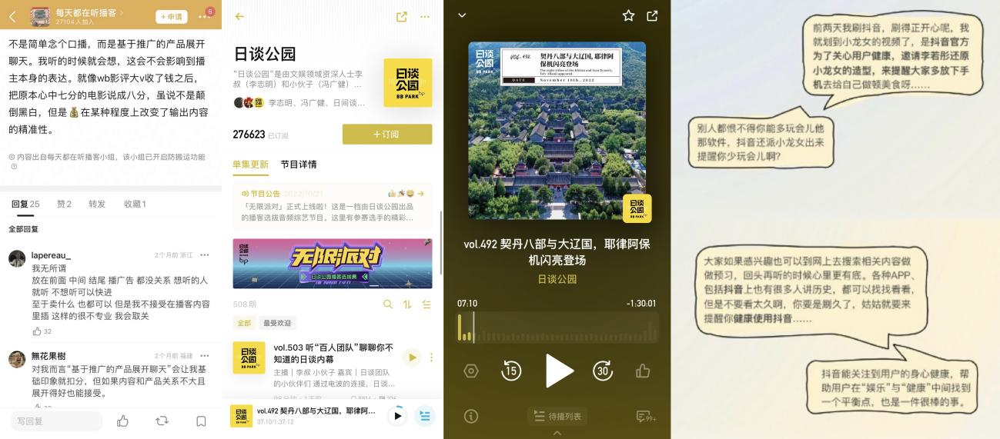 每天都在听播客 >
27104 人加入
+ 申请
6
不是简单念个口播，而是基于推广的产品展开
聊天。我听的时候就会想，这会不会影响到播
主本身的表达。就像wb影评大v收了钱之后，
把原本心中七分的电影说成八分，虽说不是颠
倒黑白，但是💰在某种程度上改变了输出内容
的精准性。
内容出自每天都在听播客小组，该小组已开启防搬运功能
回复 25 赞 2 转发 收藏 1
全部回复
lapereau_
2个月前 浙江
我无所谓
放在前面 中间 结尾 播广告 都没关系 想听的人
就听 不想听可以快进
至于卖什么 也都可以 但是我不接受在播客内容
里插 这样的很不专业 我会取关
32
無花果樹
2个月前 福建
对我而言“基于推广的产品展开聊天”会让我基
础印象就扣分，但如果内容和产品关系不大且
展开得好也能接受。
写回复
日谈公园
“日谈公园”是由文娱领域资深人士李
叔（李志明）和小伙子（冯广健）...
李志明、冯广健、日间谈...
日谈
公园
BB PARK
bp
276623 已订阅
+订阅
单集更新 节目详情
节目公告 2022/10/21
「无限派对」正式上线啦！这是一档由日谈公园出品
的播客选拔音频综艺节目。这里有参赛选手的精彩...
日谈
公园
bp
无限派对
日谈公园播客选拔赛
508期
全部 最受欢迎
日谈
公园
vol.503 听“百人团队”聊聊你不
知道的日谈内幕
主播｜李叔 小伙子 嘉宾｜日谈团队
的小伙伴们 通过电波的连接，日谈...
日谈
公园
vol.492 契丹八部与大辽国，耶律阿...
07:10/1:37:12
日谈
公园
VOL.492
契丹八部与大辽国，耶律阿
保机闪亮登场
DATE
November 10th, 2022
日谈
公园
vol.492 契丹八部与大辽国，耶律阿保
机闪亮登场
日谈公园
07:10
-1:30:01
15
30
待播列表
99+
前两天我刷抖音，刷得正开心呢，我
就划到小龙女的视频了，是抖音官方
为了关心用户健康，邀请李若彤还原
小龙女的造型，来提醒大家多放下手
机去给自己做顿美食呀......
别人都恨不得你能多玩会儿他
那软件，抖音还派小龙女出来
提醒你少玩会儿啊？
大家如果感兴趣也可以到网上去搜索相关内容做
做预习，回头再听的时候心里更有底。各种APP、
包括抖音上也有很多人讲历史，都可以找找看看，
但是不要看太久啊，你要是刷久了，姑姑就要来
提醒你健康使用抖音......
抖音能关注到用户的身心健康，帮
助用户在“娱乐”与“健康”中间找到
一个平衡点，也是一件很棒的事。